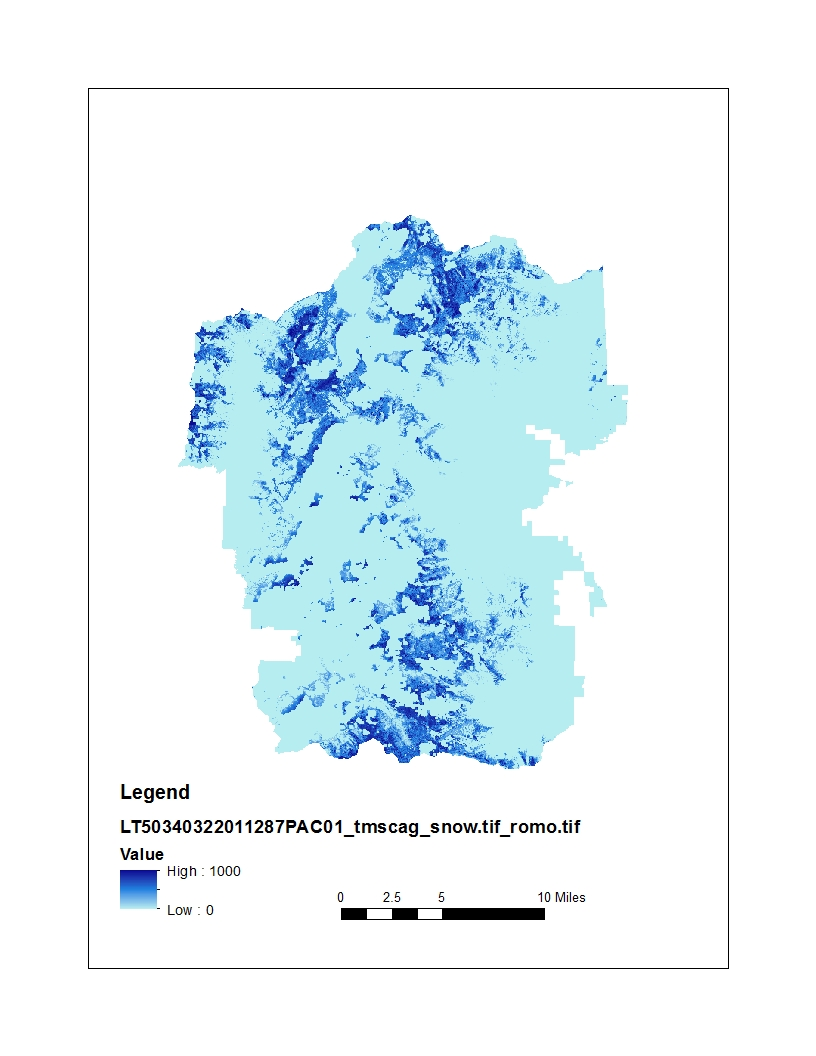 Legend
LT50340322011287PAC01_tmscag_snow.tif_romo.tif
Value
High : 1000
Low : 0
0 2.5 5 10 Miles